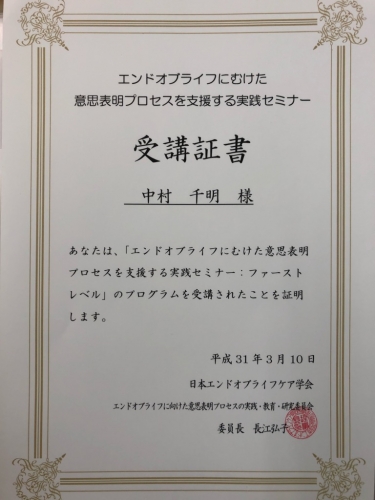 エンドオブライフにむけた
意思表明プロセスを支援する実践セミナー
受講証書
中村 千明 様
あなたは、「エンドオブライフにむけた意思表明
プロセスを支援する実践セミナー：ファースト
レベル」のプログラムを受講されたことを証明
します。
平成 31 年 3 月 10 日
日本エンドオブライフケア学会
エンドオブライフに向けた意思表明プロセスの実践・教育・研究委員会
委員長 長江弘子